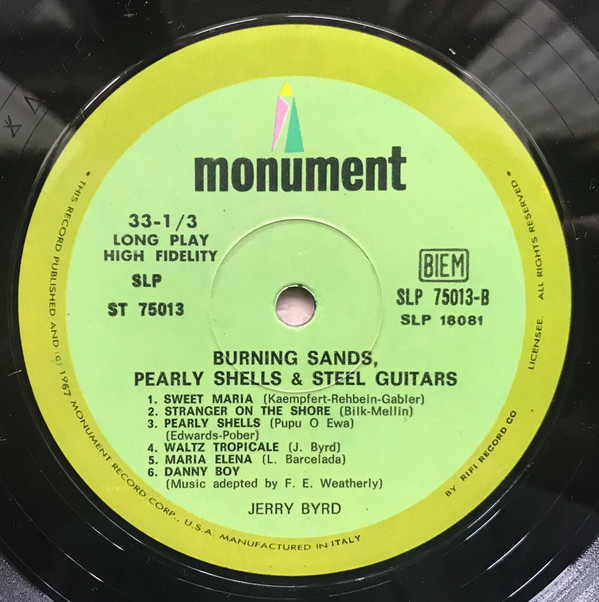 monument
33-1/3
LONG PLAY
HIGH FIDELITY
SLP
ST 75013
BIEM
SLP 75013-B
SLP 18081
BURNING SANDS,
PEARLY SHELLS & STEEL GUITARS
1. SWEET MARIA (Kaempfert-Rehbein-Gabler)
2. STRANGER ON THE SHORE (Bilk-Mellin)
3. PEARLY SHELLS (Pupu O Ewa)
(Edwards-Pober)
4. WALTZ TROPICALE (J. Byrd)
5. MARIA ELENA (L. Barcelada)
6. DANNY BOY
(Music adepted by F. E. Weatherly)
JERRY BYRD
• THIS RECORD PUBLISHED AND (C) 1967 MONUMENT RECORD CORP., U.S.A. MANUFACTURED IN ITALY
BY RIFI RECORD CO LICENSEE. ALL RIGHTS RESERVED •